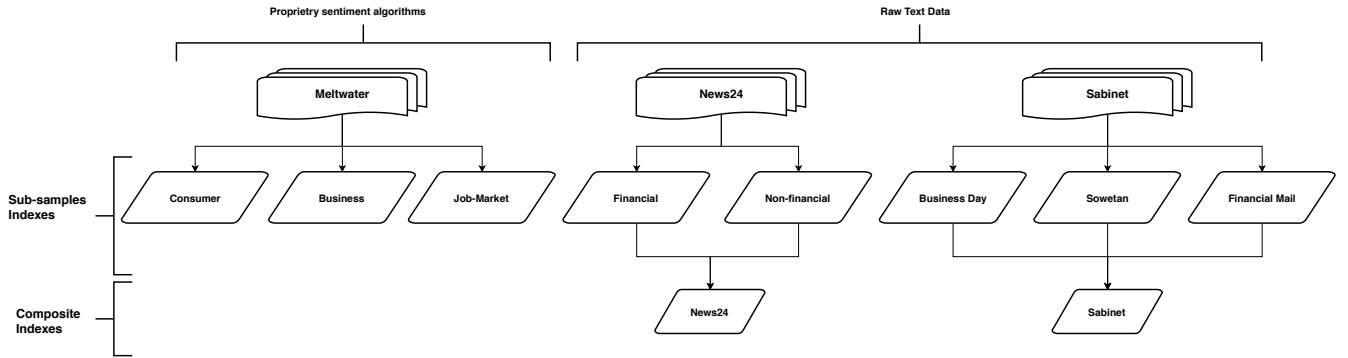 Proprietry sentiment algorithms
Raw Text Data
Meltwater
News24
Sabinet
Sub-samples
Indexes
Consumer
Business
Job-Market
Financial
Non-financial
Business Day
Sowetan
Financial Mail
Composite
Indexes
News24
Sabinet